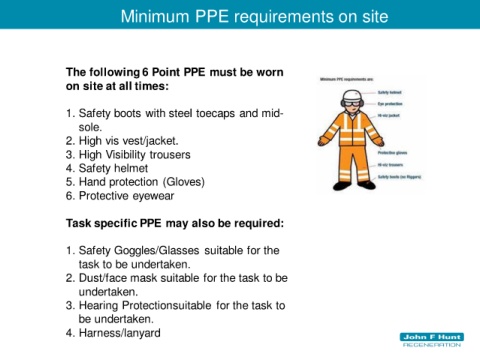 Minimum PPE requirements on site
The following 6 Point PPE must be worn
on site at all times:
1. Safety boots with steel toecaps and mid-
sole.
2. High vis vest/jacket.
3. High Visibility trousers
4. Safety helmet
5. Hand protection (Gloves)
6. Protective eyewear
Task specific PPE may also be required:
1. Safety Goggles/Glasses suitable for the
task to be undertaken.
2. Dust/face mask suitable for the task to be
undertaken.
3. Hearing Protectionsuitable for the task to
be undertaken.
4. Harness/lanyard
Minimum PPE requirements are:
Safety helmet
Eye protection
Hi-vis jacket
Protection gloves
Hi-vis trousers
Safety boots (no Riggers)
John F Hunt
REGENERATION